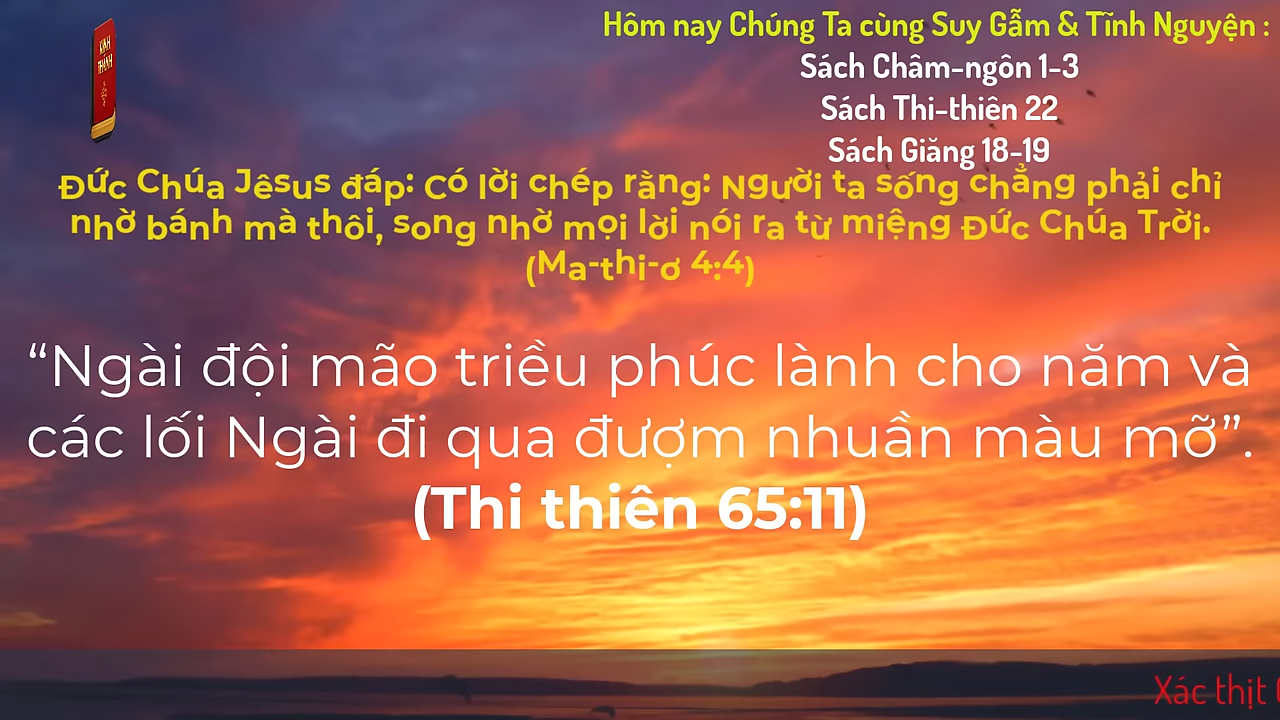 KINH
THÁNH
Hôm nay Chúng Ta cùng Suy Gẫm & Tĩnh Nguyện :
Sách Châm-ngôn 1-3
Sách Thi-thiên 22
Sách Giăng 18-19
Đức Chúa Jêsus đáp: Có lời chép rằng: Người ta sống chẳng phải chỉ
nhờ bánh mà thôi, song nhờ mọi lời nói ra từ miệng Đức Chúa Trời.
(Ma-thi-ơ 4:4)
“Ngài đội mão triều phúc lành cho năm và
các lối Ngài đi qua đượm nhuần màu mỡ”.
(Thi thiên 65:11)
Xác thịt